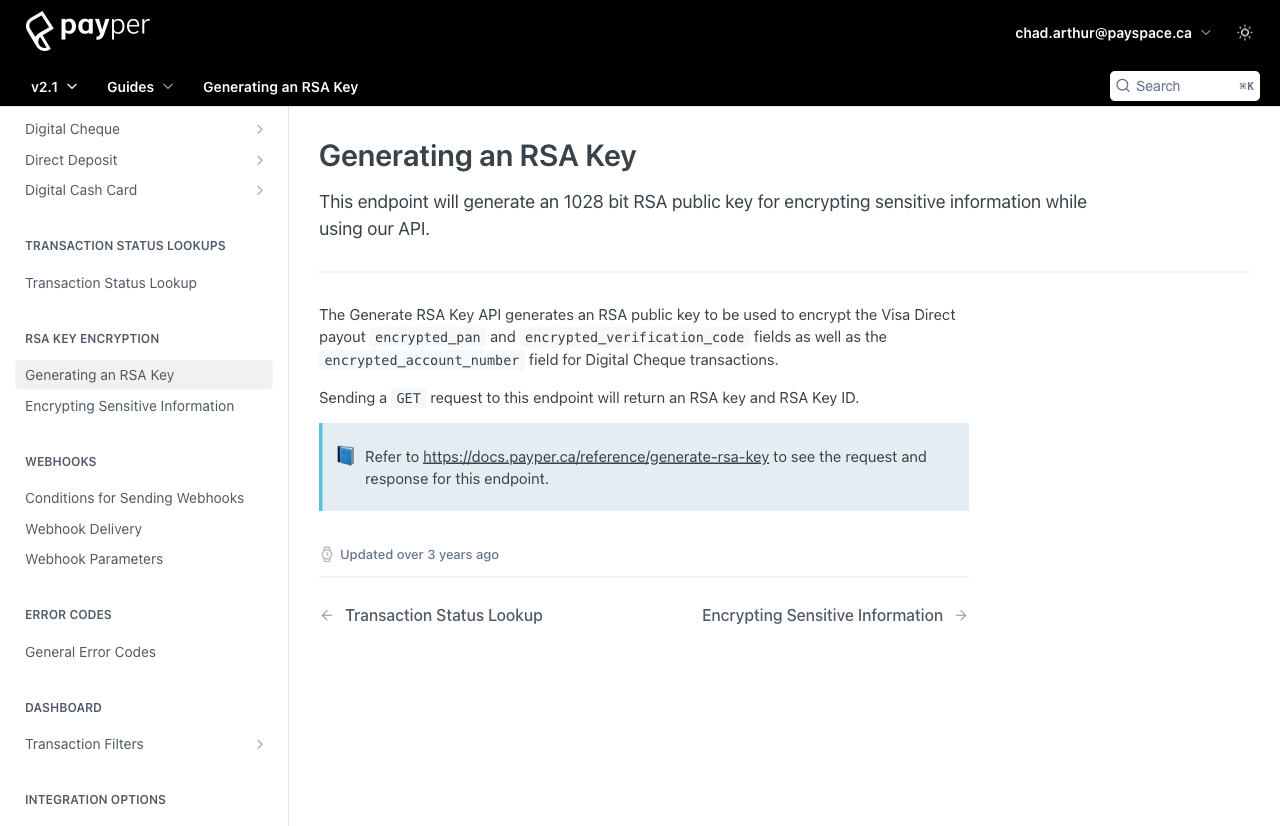 payper
chad.arthur@payspace.ca
v2.1
Guides
Generating an RSA Key
Search
⌘K
Digital Cheque
Direct Deposit
Digital Cash Card
TRANSACTION STATUS LOOKUPS
Transaction Status Lookup
RSA KEY ENCRYPTION
Generating an RSA Key
Encrypting Sensitive Information
WEBHOOKS
Conditions for Sending Webhooks
Webhook Delivery
Webhook Parameters
ERROR CODES
General Error Codes
DASHBOARD
Transaction Filters
INTEGRATION OPTIONS
Generating an RSA Key
This endpoint will generate an 1028 bit RSA public key for encrypting sensitive information while
using our API.
The Generate RSA Key API generates an RSA public key to be used to encrypt the Visa Direct
payout encrypted_pan and encrypted_verification_code fields as well as the
encrypted_account_number field for Digital Cheque transactions.
Sending a GET request to this endpoint will return an RSA key and RSA Key ID.
Refer to https://docs.payper.ca/reference/generate-rsa-key to see the request and
response for this endpoint.
Updated over 3 years ago
← Transaction Status Lookup
Encrypting Sensitive Information →